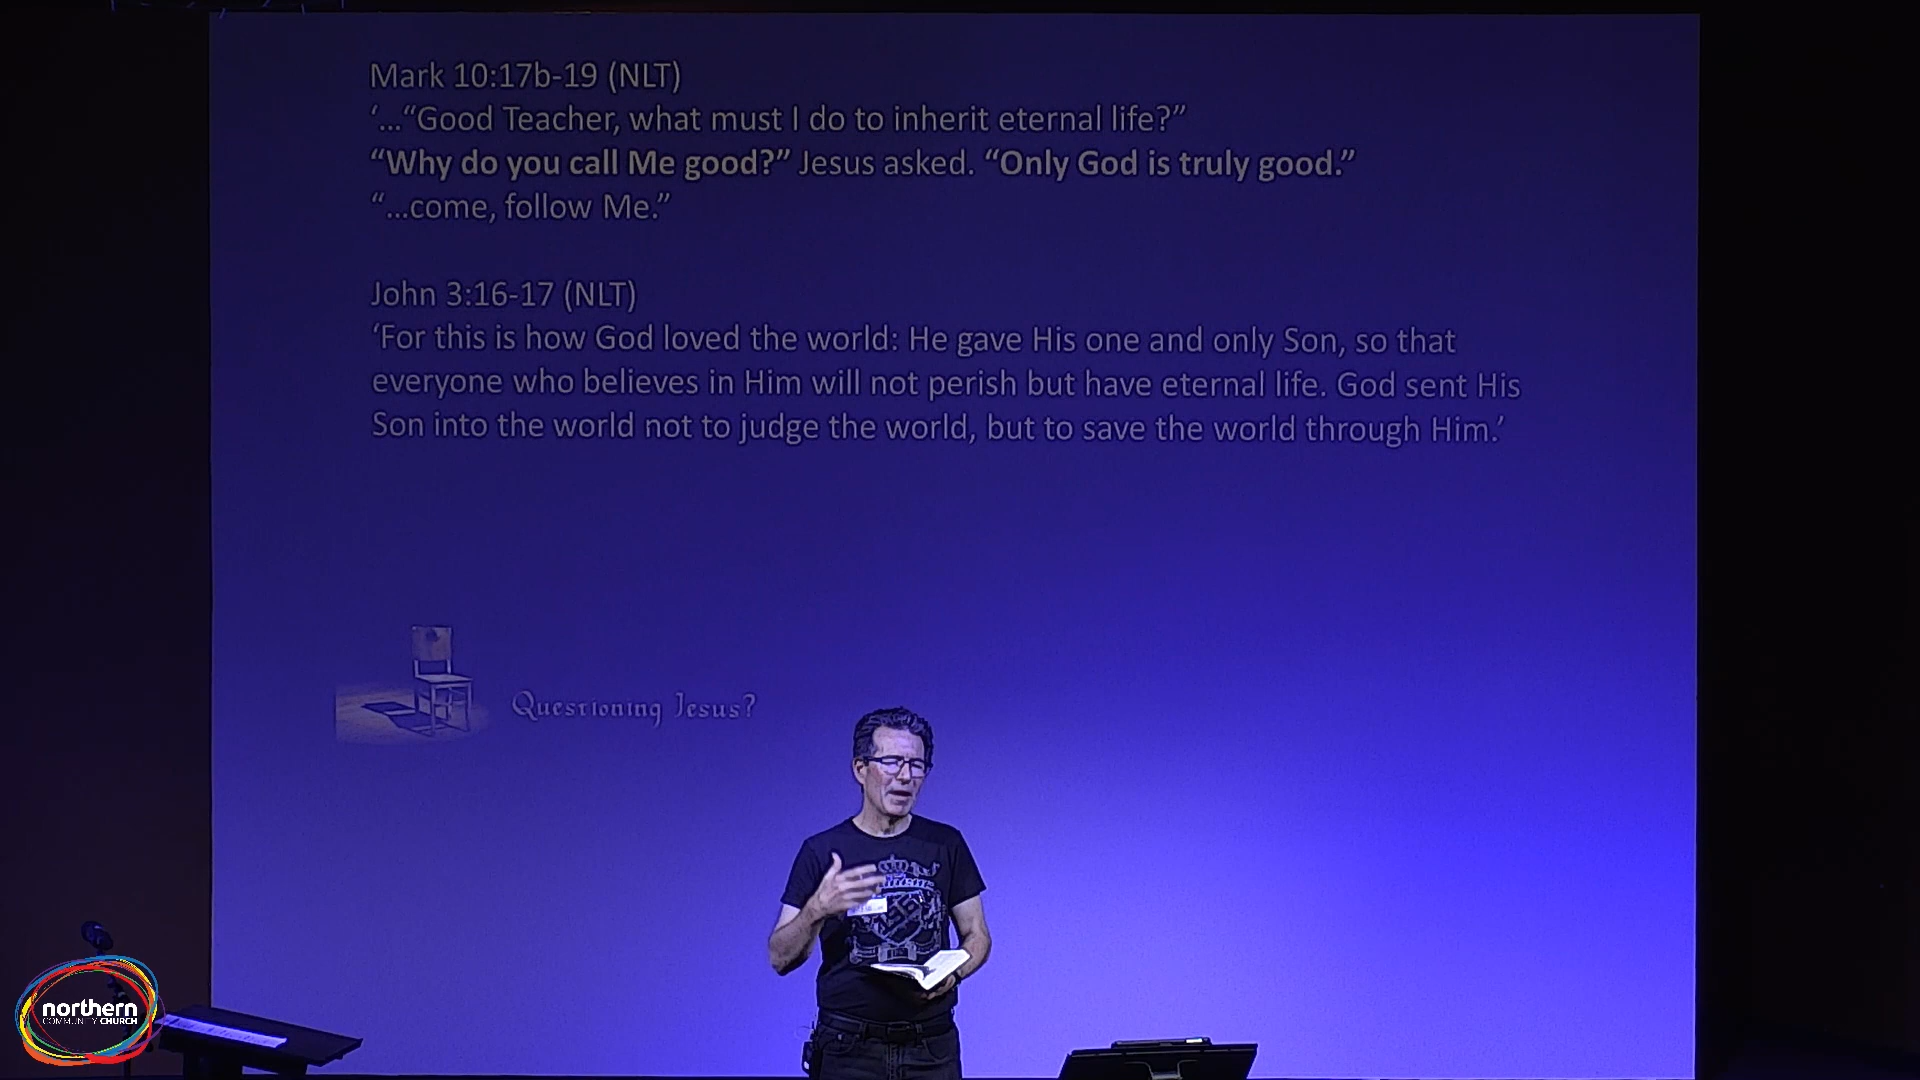 Mark 10:17b-19 (NLT)
‘…“Good Teacher, what must I do to inherit eternal life?”
“Why do you call Me good?” Jesus asked. “Only God is truly good.”
“…come, follow Me.”
John 3:16-17 (NLT)
‘For this is how God loved the world: He gave His one and only Son, so that
everyone who believes in Him will not perish but have eternal life. God sent His
Son into the world not to judge the world, but to save the world through Him.’
Questioning Jesus?
northern
COMMUNITY CHURCH